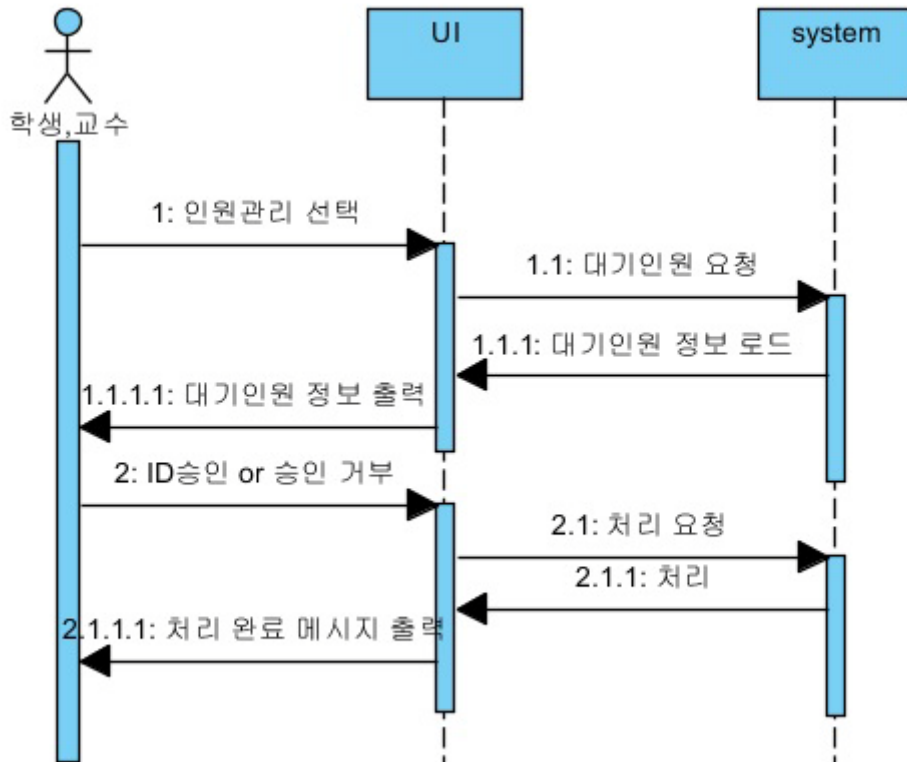 UI
system
학생,교수
1: 인원관리 선택
1.1: 대기인원 요청
1.1.1: 대기인원 정보 로드
1.1.1.1: 대기인원 정보 출력
2: ID승인 or 승인 거부
2.1: 처리 요청
2.1.1: 처리
2.1.1.1: 처리 완료 메시지 출력